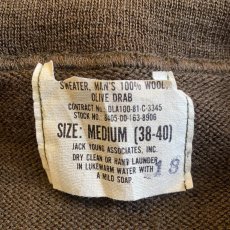 SWEATER, MAN'S 100% WOOL
OLIVE DRAB
CONTRACT NO. DLA100-81-C-3345
STOCK NO. 8405-00-163-8906
SIZE: MEDIUM (38-40)
JACK YOUNG ASSOCIATES, INC.
DRY CLEAN OR HAND LAUNDER
IN LUKEWARM WATER WITH
A MILD SOAP
18